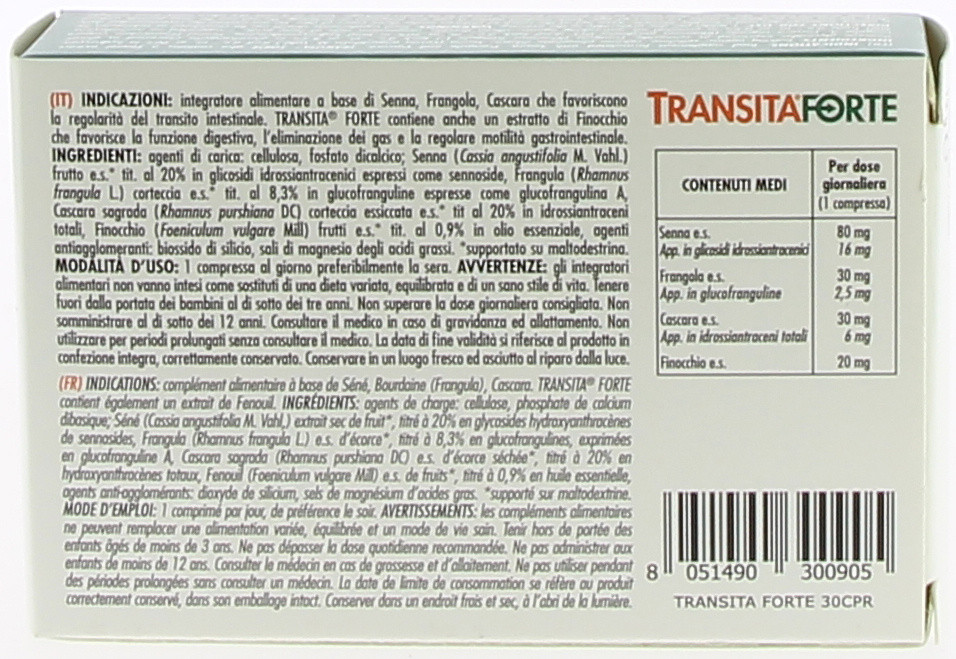 (IT) INDICAZIONI: integratore alimentare a base di Senna, Frangola, Cascara che favoriscono
la regolarità del transito intestinale. TRANSITA® FORTE contiene anche un estratto di Finocchio
che favorisce la funzione digestiva, l'eliminazione dei gas e la regolare motilità gastrointestinale.
INGREDIENTI: agenti di carica: cellulosa, fosfato dicalcico; Senna (Cassia angustifolia M. Vahl.)
frutto e.s.* tit. al 20% in glicosidi idrossiantracenici espressi come sennoside, Frangula (Rhamnus
frangula L.) corteccia e.s.* tit. al 8,3% in glucofranguline espresse come glucofrangulina A,
Cascara sagrada (Rhamnus purshiana DC) corteccia essiccata e.s.* tit al 20% in idrossiantraceni
totali, Finocchio (Foeniculum vulgare Mill) frutti e.s.* tit. al 0,9% in olio essenziale, agenti
antiagglomeranti: biossido di silicio, sali di magnesio degli acidi grassi. *supportato su maltodestrina.
MODALITÀ D'USO: 1 compressa al giorno preferibilmente la sera. AVVERTENZE: gli integratori
alimentari non vanno intesi come sostituti di una dieta variata, equilibrata e di un sano stile di vita. Tenere
fuori dalla portata dei bambini al di sotto dei tre anni. Non superare la dose giornaliera consigliata. Non
somministrare al di sotto dei 12 anni. Consultare il medico in caso di gravidanza ed allattamento. Non
utilizzare per periodi prolungati senza consultare il medico. La data di fine validità si riferisce al prodotto in
confezione integra, correttamente conservato. Conservare in un luogo fresco ed asciutto al riparo dalla luce.
(FR) INDICATIONS: complément alimentaire à base de Séné, Bourdaine (Frangula), Cascara. TRANSITA® FORTE
contient également un extrait de Fenouil. INGRÉDIENTS: agents de charge: cellulose, phosphate de calcium
dibasique; Séné (Cassia angustifolia M. Vahl.) extrait sec de fruit*, titré à 20% en glycosides hydroxyanthrocènes
de sennosides, Frangula (Rhamnus frangula L.) e.s. d'écorce*, titré à 8,3% en glucofrangulines, exprimées
en glucofranguline A, Cascara sagrada (Rhamnus purshiana DC) e.s. d'écorce séchée*, titré à 20% en
hydroxyanthrocènes totaux, Fenouil (Foeniculum vulgare Mill) e.s. de fruits*, titré à 0,9% en huile essentielle,
agents anti-agglomérants: dioxyde de silicium, sels de magnésium d'acides gras. *supporté sur maltodextrine.
MODE D'EMPLOI: 1 comprimé par jour, de préférence le soir. AVERTISSEMENTS: les compléments alimentaires
ne peuvent remplacer une alimentation variée, équilibrée et un mode de vie sain. Tenir hors de portée des
enfants âgés de moins de 3 ans. Ne pas dépasser la dose quotidienne recommandée. Ne pas administrer aux
enfants de moins de 12 ans. Consulter le médecin en cas de grossesse et d'allaitement. Ne pas utiliser pendant
des périodes prolongées sans consulter un médecin. La date de limite de consommation se réfère au produit
correctement conservé, dans son emballage intact. Conserver dans un endroit frais et sec, à l'abri de la lumière.
TRANSITA® FORTE
CONTENUTI MEDI Per dose giornaliera (1 compressa)
Senna e.s. 80 mg
App. in glicosidi idrossiantracenici 16 mg
Frangola e.s. 30 mg
App. in glucofranguline 2,5 mg
Cascara e.s. 30 mg
App. in idrossiantraceni totali 6 mg
Finocchio e.s. 20 mg
8 051490 300905
TRANSITA FORTE 30CPR